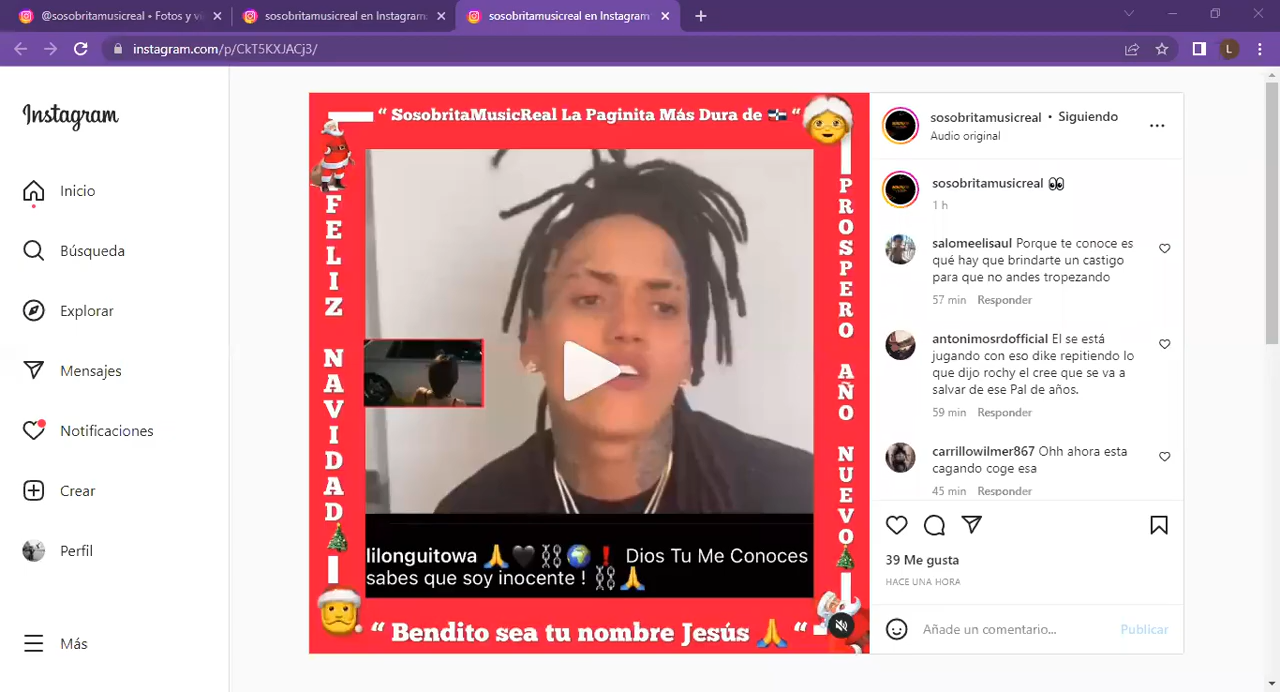 @sosobritamusicreal • Fotos y vi
sosobritamusicreal en Instagram
sosobritamusicreal en Instagram
instagram.com/p/CkT5KXJACj3/
L
Instagram
Inicio
Búsqueda
Explorar
Mensajes
Notificaciones
Crear
Perfil
Más
“ SosobritaMusicReal La Paginita Más Dura de 🇩🇴 “
FELIZ NAVIDAD🎄
PROSPERO AÑO NUEVO🎄
lilonguitowa 🙏🖤⛓️🌍❗ Dios Tu Me Conoces
sabes que soy inocente ! ⛓️🙏
“ Bendito sea tu nombre Jesús 🙏 “
sosobritamusicreal • Siguiendo
Audio original
sosobritamusicreal 👀
1 h
salomeelisaul Porque te conoce es
qué hay que brindarte un castigo
para que no andes tropezando
57 min Responder
antonimosrdofficial El se está
jugando con eso dike repitiendo lo
que dijo rochy el cree que se va a
salvar de ese Pal de años.
59 min Responder
carrillowilmer867 Ohh ahora esta
cagando coge esa
45 min Responder
39 Me gusta
HACE UNA HORA
Añade un comentario...
Publicar